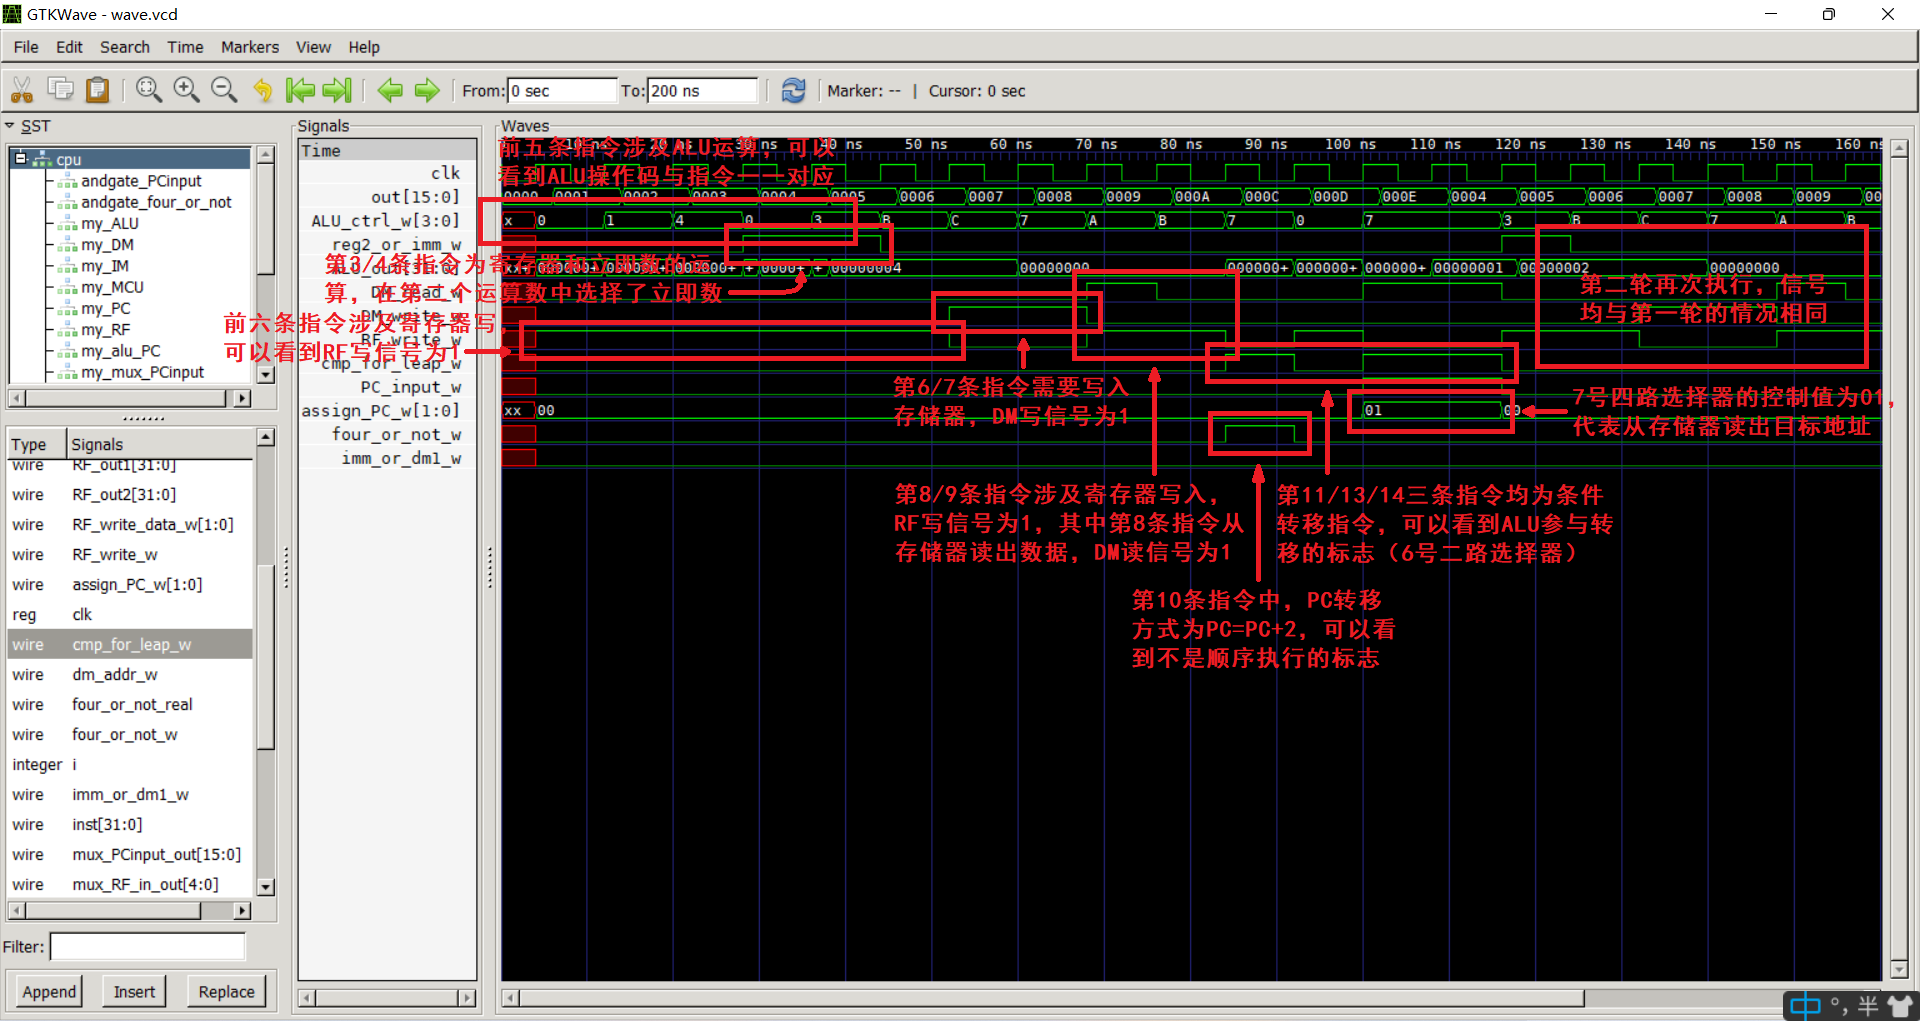 GTKWave - wave.vcd
File Edit Search Time Markers View Help
From: 0 sec To: 200 ns Marker: -- | Cursor: 0 sec
SST
cpu
andgate_PCinput
andgate_four_or_not
my_ALU
my_DM
my_IM
my_MCU
my_PC
my_RF
my_alu_PC
my_mux_PCinput
Type Signals
wire RF_out1[31:0]
wire RF_out2[31:0]
wire RF_write_data_w[1:0]
wire RF_write_w
wire assign_PC_w[1:0]
reg clk
wire cmp_for_leap_w
wire dm_addr_w
wire four_or_not_real
wire four_or_not_w
integer i
wire imm_or_dm1_w
wire inst[31:0]
wire mux_PCinput_out[15:0]
wire mux_RF_in_out[4:0]
Filter:
Append Insert Replace
Signals
Time
clk
out[15:0]
ALU_ctrl_w[3:0]
reg2_or_imm_w
DM_write_w
RF_write_w
cmp_for_leap_w
PC_input_w
assign_PC_w[1:0]
four_or_not_w
imm_or_dm1_w
Waves
50 ns 60 ns 70 ns 80 ns 90 ns 100 ns 110 ns 120 ns 130 ns 140 ns 150 ns 160 ns
0000 0001 0002 0003 0004 0005 0006 0007 0008 0009 000A 000C 000D 000E 0004 0005 0006 0007 0008 0009 00
x 0 1 4 0 3 B C 7 A B 7 0 7 3 B C 7 A B
00000004 00000000 000000+ 000000+ 000000+ 00000001 00000002 00000000
xx 00 01 00
前五条指令涉及ALU运算，可以
看到ALU操作码与指令一一对应
第3/4条指令为寄存器和立即数的运
算，在第二个运算数中选择了立即数
前六条指令涉及寄存器写，
可以看到RF写信号为1
第6/7条指令需要写入
存储器，DM写信号为1
第8/9条指令涉及寄存器写入，
RF写信号为1，其中第8条指令从
存储器读出数据，DM读信号为1
第10条指令中，PC转移
方式为PC=PC+2，可以看
到不是顺序执行的标志
第11/13/14三条指令均为条件
转移指令，可以看到ALU参与转
移的标志（6号二路选择器）
7号四路选择器的控制值为01，
代表从存储器读出目标地址
第二轮再次执行，信号
均与第一轮的情况相同
中 °, 半